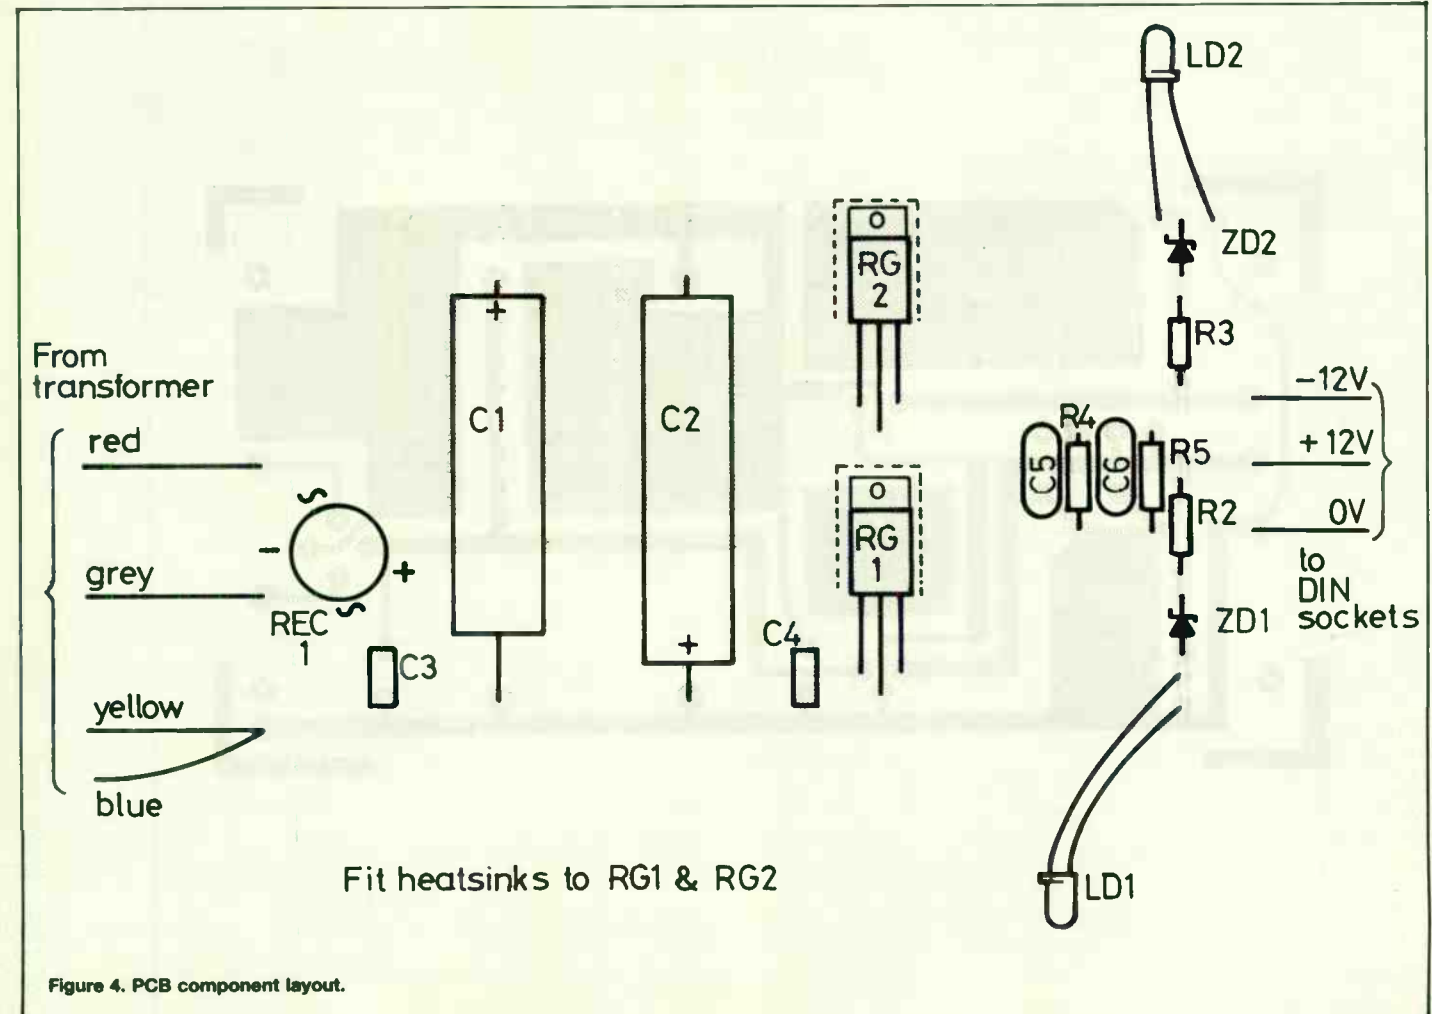 LD2
ZD2
RG
2
R3
From
transformer
red
grey
yellow
blue
~
-
+
~
REC
1
C3
+
C1
C2
+
C4
O
O
RG
1
C5
R4
C6
R5
R2
-12V
+12V
0V
to
DIN
sockets
ZD1
LD1
Fit heatsinks to RG1 & RG2
Figure 4. PCB component layout.